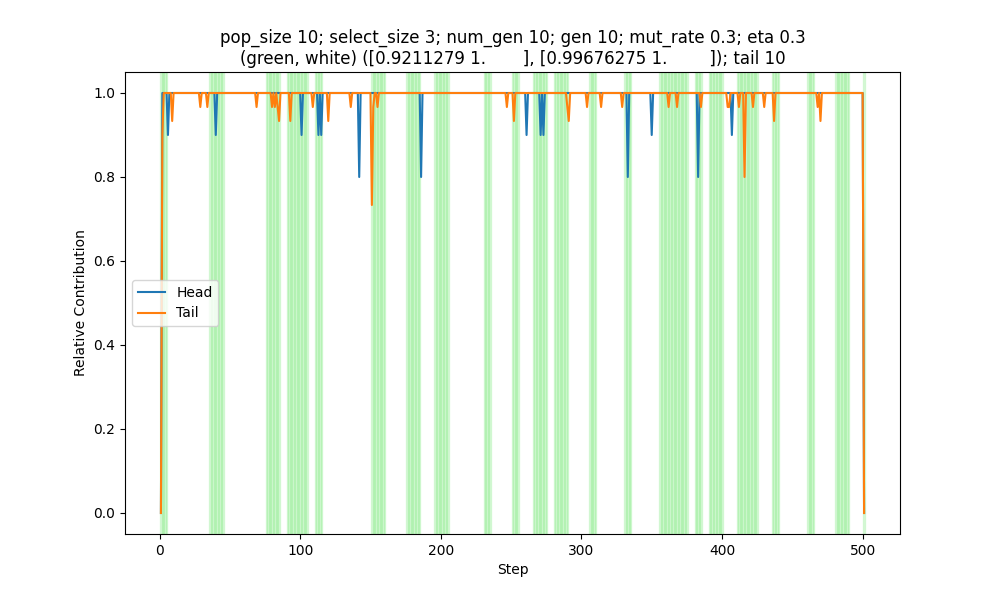 pop_size 10; select_size 3; num_gen 10; gen 10; mut_rate 0.3; eta 0.3
(green, white) ([0.9211279 1.        ], [0.99676275 1.         ]); tail 10
Relative Contribution
1.0
0.8
0.6
0.4
0.2
0.0
Head
Tail
0 100 200 300 400 500
Step